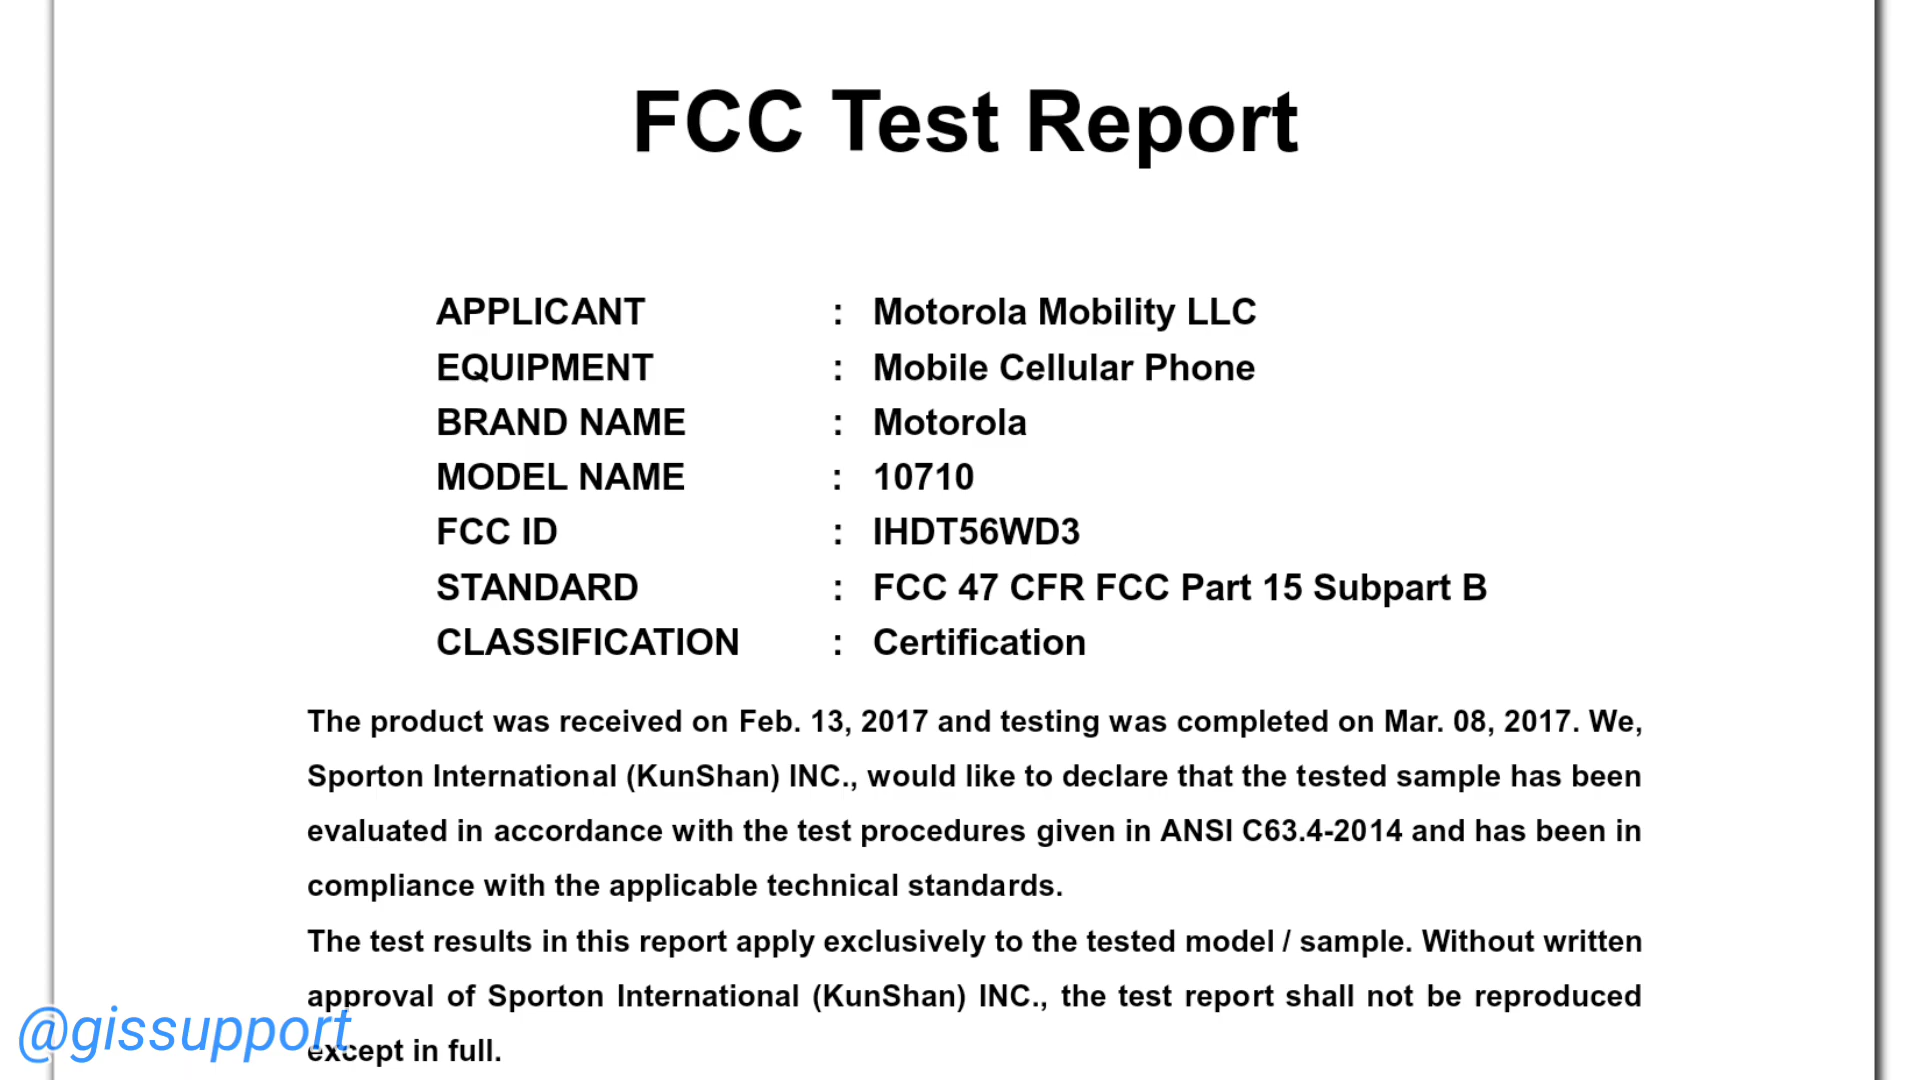 FCC Test Report
APPLICANT : Motorola Mobility LLC
EQUIPMENT : Mobile Cellular Phone
BRAND NAME : Motorola
MODEL NAME : 10710
FCC ID : IHDT56WD3
STANDARD : FCC 47 CFR FCC Part 15 Subpart B
CLASSIFICATION : Certification
The product was received on Feb. 13, 2017 and testing was completed on Mar. 08, 2017. We,
Sporton International (KunShan) INC., would like to declare that the tested sample has been
evaluated in accordance with the test procedures given in ANSI C63.4-2014 and has been in
compliance with the applicable technical standards.
The test results in this report apply exclusively to the tested model / sample. Without written
approval of Sporton International (KunShan) INC., the test report shall not be reproduced
except in full.
@gissupport